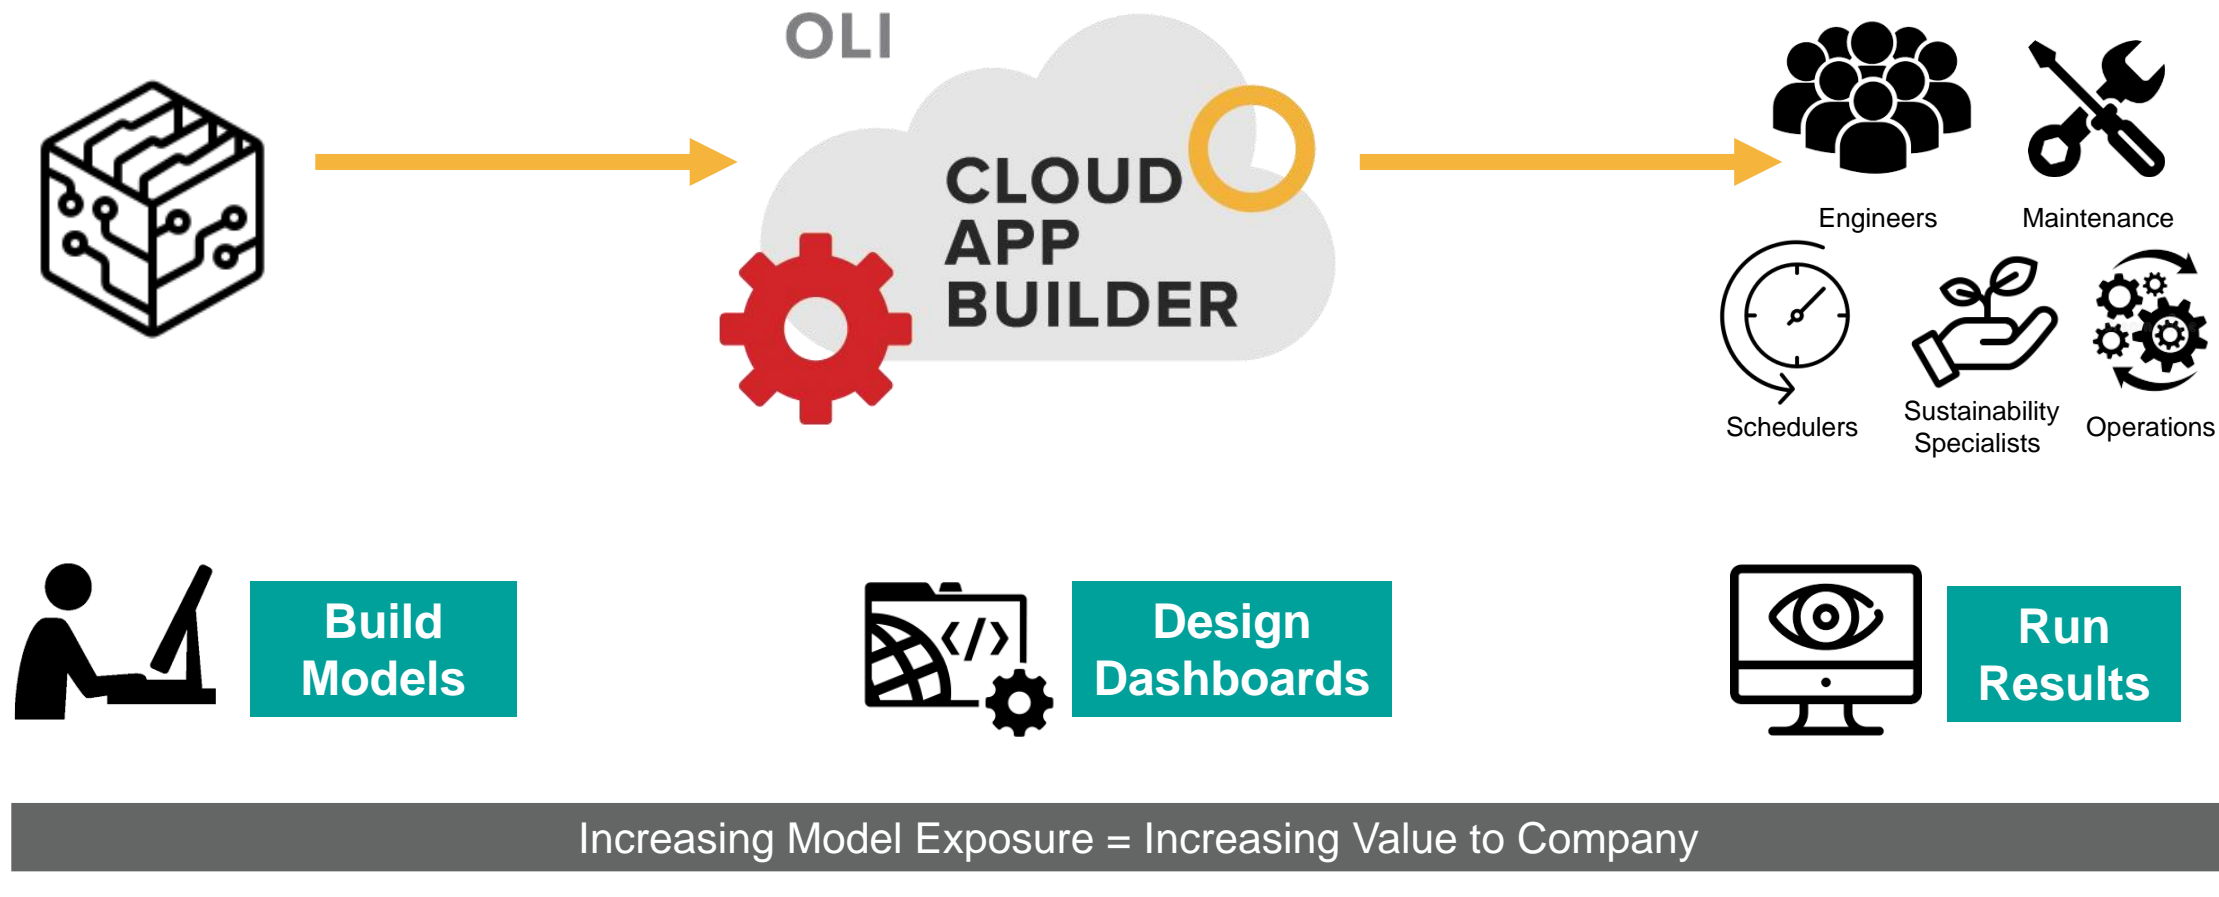 OLI
CLOUD
APP
BUILDER
Engineers
Maintenance
Schedulers
Sustainability
Specialists
Operations
Build
Models
</>
Design
Dashboards
Run
Results
Increasing Model Exposure = Increasing Value to Company